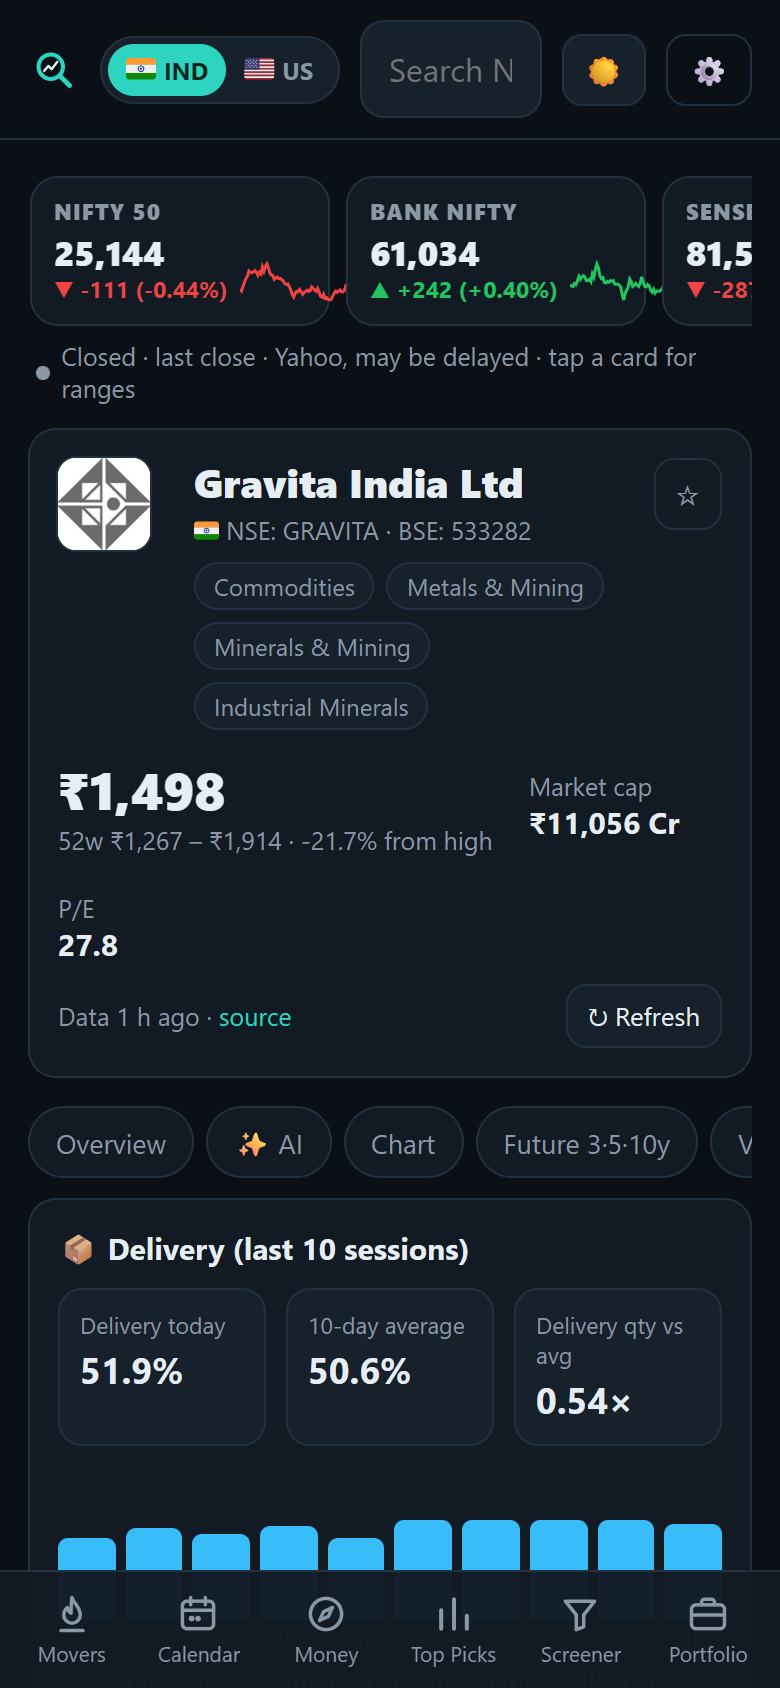 IND
US
Search N
NIFTY 50
25,144
▼ -111 (-0.44%)
BANK NIFTY
61,034
▲ +242 (+0.40%)
SENSE
81,5
▼ -287
Closed · last close · Yahoo, may be delayed · tap a card for
ranges
Gravita India Ltd
NSE: GRAVITA · BSE: 533282
Commodities
Metals & Mining
Minerals & Mining
Industrial Minerals
₹1,498
52w ₹1,267 – ₹1,914 · -21.7% from high
Market cap
₹11,056 Cr
P/E
27.8
Data 1 h ago · source
↻ Refresh
Overview
✨ AI
Chart
Future 3·5·10y
V
📦 Delivery (last 10 sessions)
Delivery today
51.9%
10-day average
50.6%
Delivery qty vs
avg
0.54×
Movers
Calendar
Money
Top Picks
Screener
Portfolio